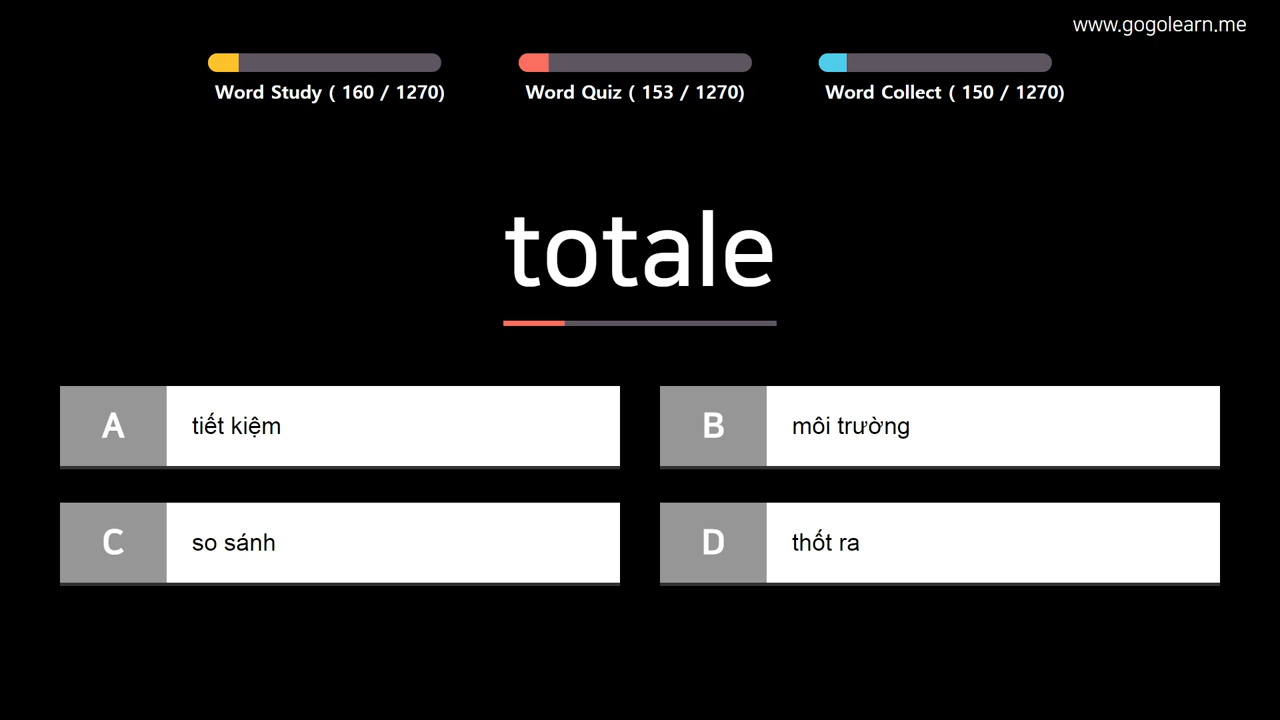 www.gogolearn.me
Word Study ( 160 / 1270)
Word Quiz ( 153 / 1270)
Word Collect ( 150 / 1270)
totale
A
tiết kiệm
B
môi trường
C
so sánh
D
thốt ra